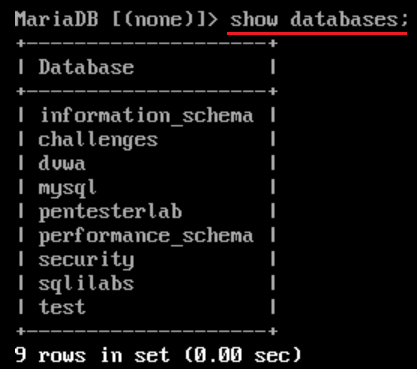 MariaDB [(none)]> show databases;
+--------------------+
| Database           |
+--------------------+
| information_schema |
| challenges         |
| dvwa               |
| mysql              |
| pentesterlab       |
| performance_schema |
| security           |
| sqlilabs           |
| test               |
+--------------------+
9 rows in set (0.00 sec)